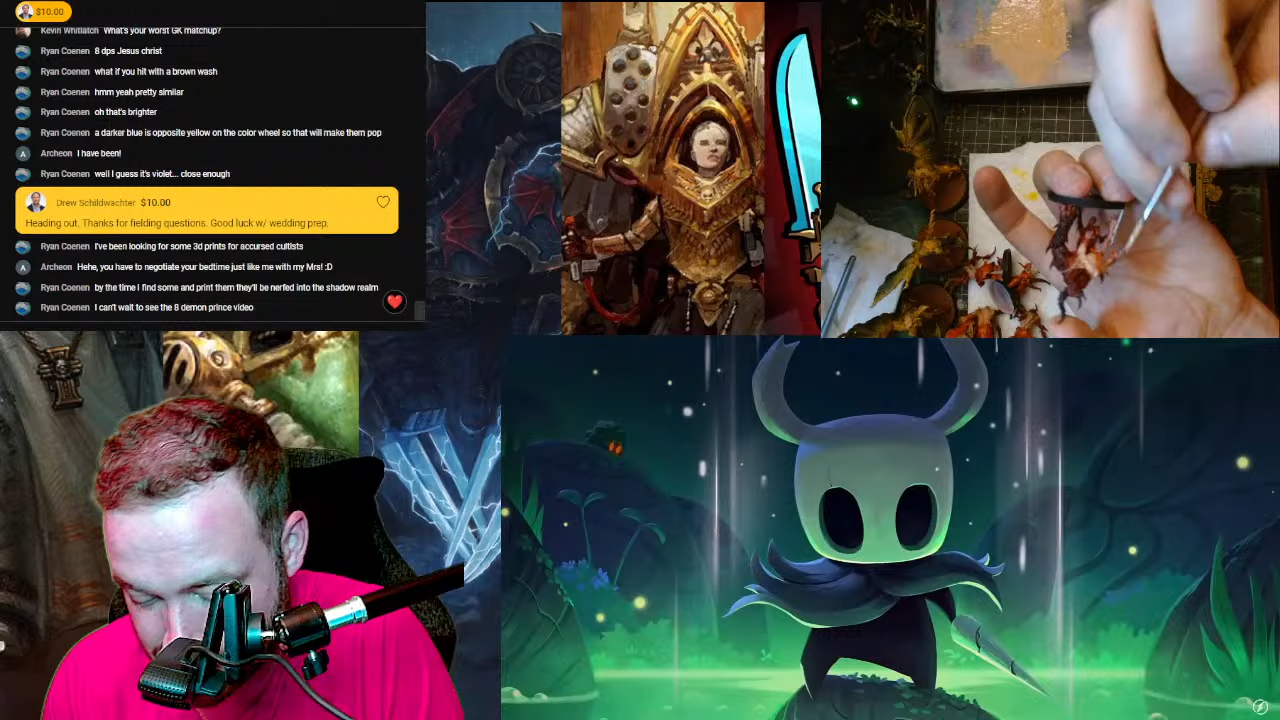 $10.00
Kevin Whitlatch What's your worst GK matchup?
Ryan Coenen 8 dps Jesus christ
Ryan Coenen what if you hit with a brown wash
Ryan Coenen hmm yeah pretty similar
Ryan Coenen oh that's brighter
Ryan Coenen a darker blue is opposite yellow on the color wheel so that will make them pop
A Archeon I have been!
Ryan Coenen well I guess it's violet... close enough
Drew Schildwachter $10.00
Heading out. Thanks for fielding questions. Good luck w/ wedding prep.
Ryan Coenen I've been looking for some 3d prints for accursed cultists
A Archeon Hehe, you have to negotiate your bedtime just like me with my Mrs! :D
Ryan Coenen by the time I find some and print them they'll be nerfed into the shadow realm
Ryan Coenen I can't wait to see the 8 demon prince video